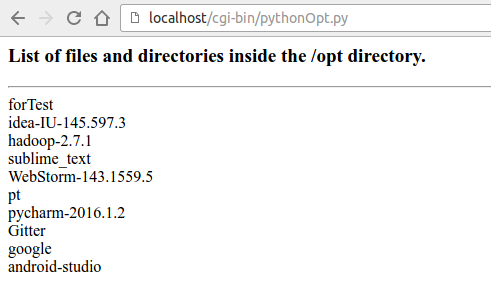 localhost/cgi-bin/pythonOpt.py
List of files and directories inside the /opt directory.
forTest
idea-IU-145.597.3
hadoop-2.7.1
sublime_text
WebStorm-143.1559.5
pt
pycharm-2016.1.2
Gitter
google
android-studio